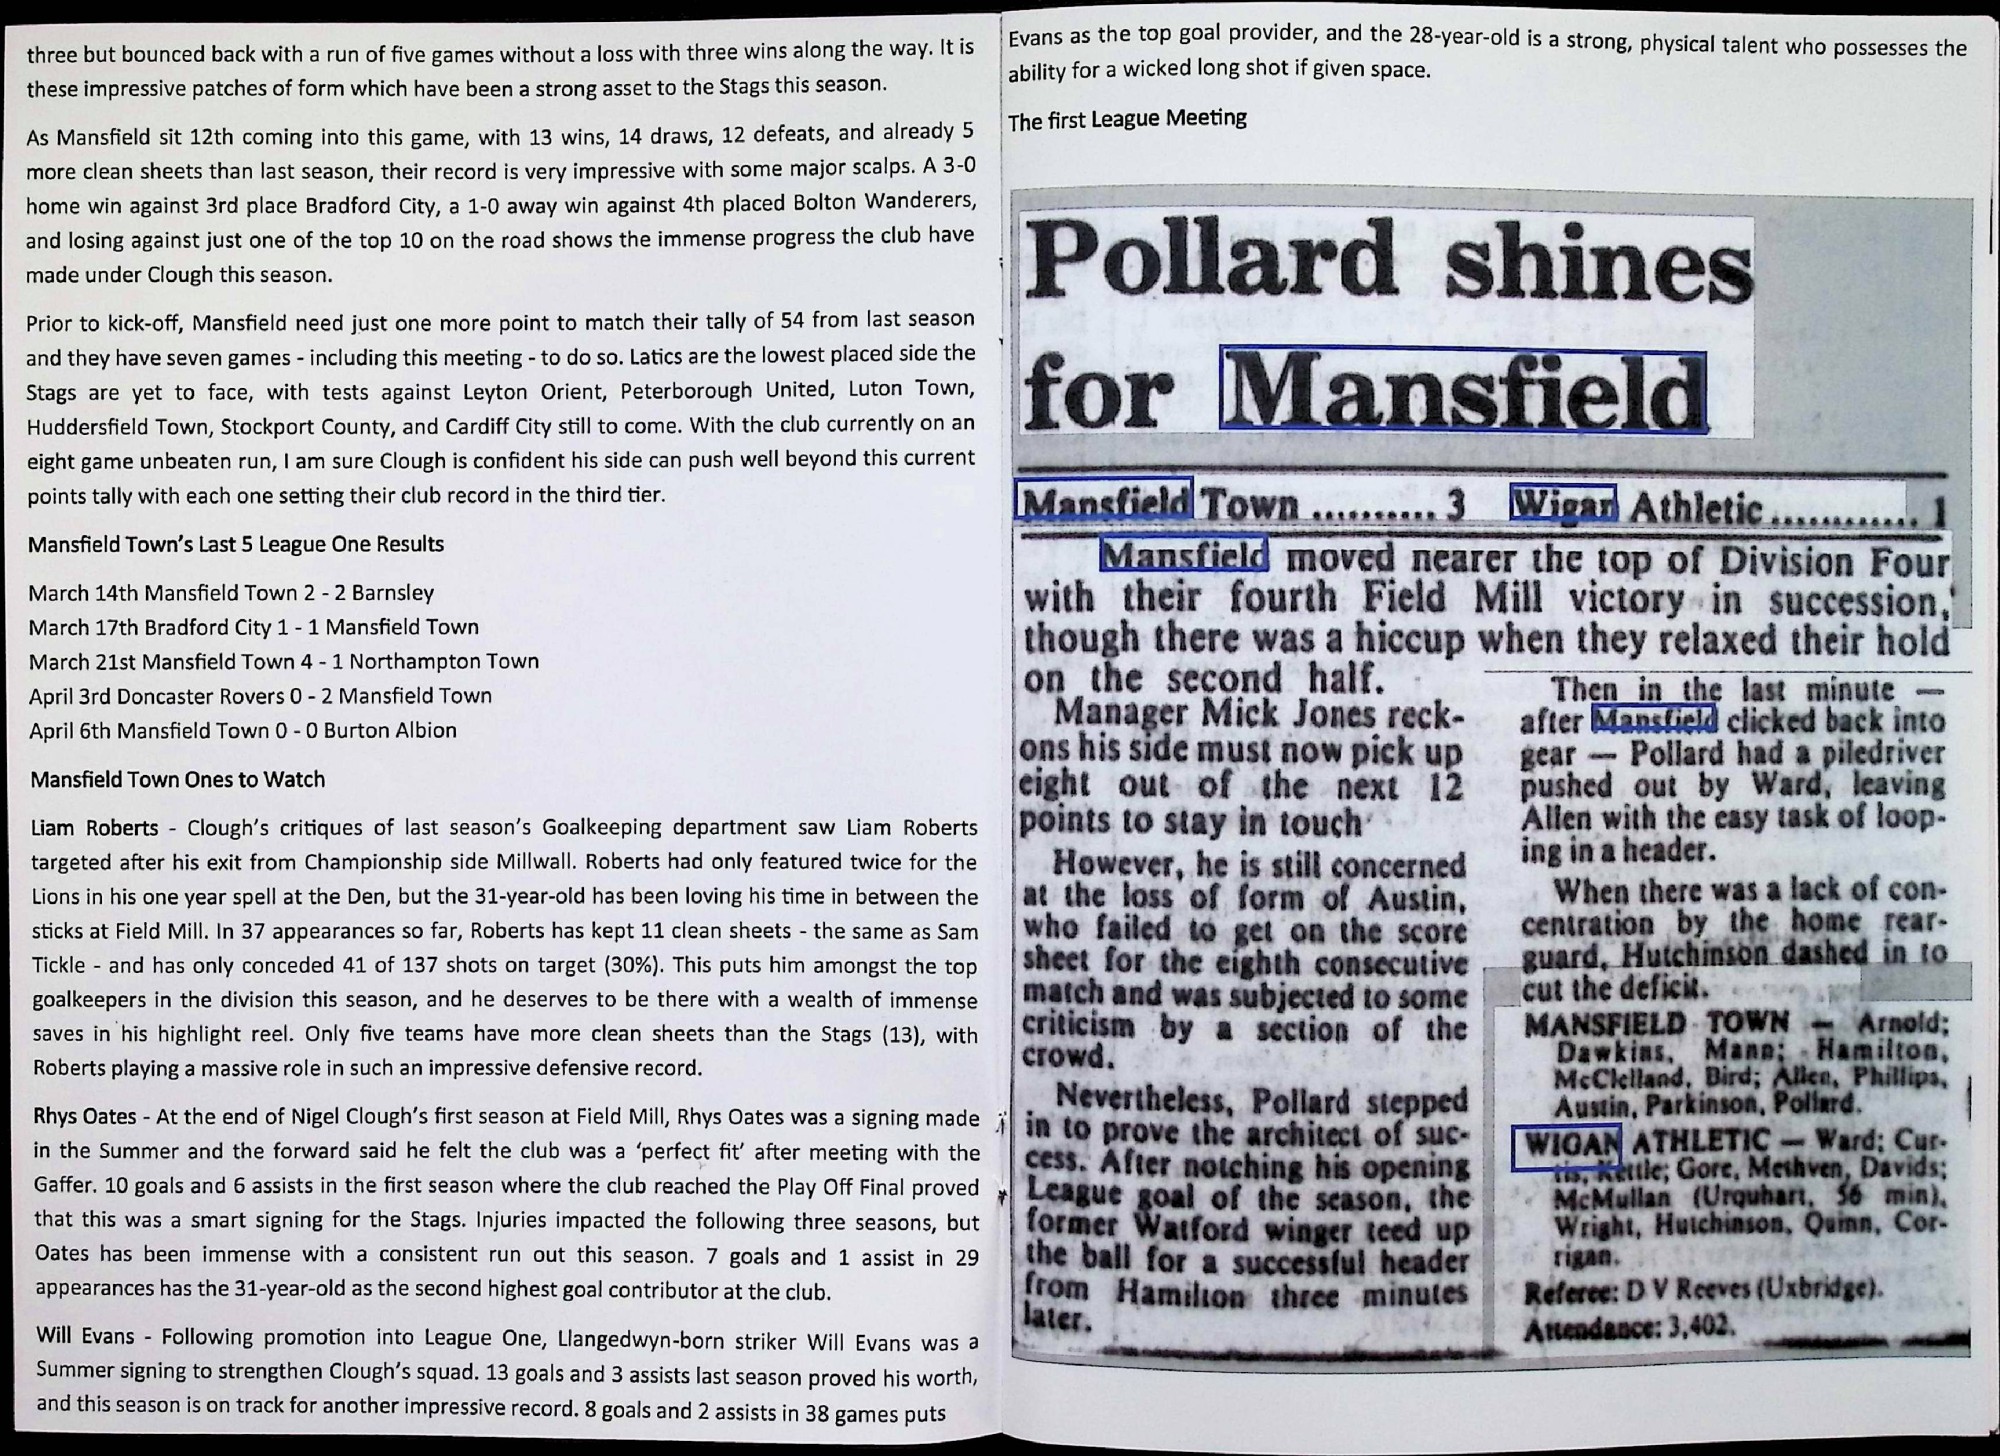 three but bounced back with a run of five games without a loss with three wins along the way. It is
these impressive patches of form which have been a strong asset to the Stags this season.
As Mansfield sit 12th coming into this game, with 13 wins, 14 draws, 12 defeats, and already 5
more clean sheets than last season, their record is very impressive with some major scalps. A 3-0
home win against 3rd place Bradford City, a 1-0 away win against 4th placed Bolton Wanderers,
and losing against just one of the top 10 on the road shows the immense progress the club have
made under Clough this season.
Prior to kick-off, Mansfield need just one more point to match their tally of 54 from last season
and they have seven games - including this meeting - to do so. Latics are the lowest placed side the
Stags are yet to face, with tests against Leyton Orient, Peterborough United, Luton Town,
Huddersfield Town, Stockport County, and Cardiff City still to come. With the club currently on an
eight game unbeaten run, I am sure Clough is confident his side can push well beyond this current
points tally with each one setting their club record in the third tier.
Mansfield Town's Last 5 League One Results
March 14th Mansfield Town 2 - 2 Barnsley
March 17th Bradford City 1 - 1 Mansfield Town
March 21st Mansfield Town 4 - 1 Northampton Town
April 3rd Doncaster Rovers 0 - 2 Mansfield Town
April 6th Mansfield Town 0 - 0 Burton Albion
Mansfield Town Ones to Watch
Liam Roberts - Clough's critiques of last season's Goalkeeping department saw Liam Roberts
targeted after his exit from Championship side Millwall. Roberts had only featured twice for the
Lions in his one year spell at the Den, but the 31-year-old has been loving his time in between the
sticks at Field Mill. In 37 appearances so far, Roberts has kept 11 clean sheets - the same as Sam
Tickle - and has only conceded 41 of 137 shots on target (30%). This puts him amongst the top
goalkeepers in the division this season, and he deserves to be there with a wealth of immense
saves in his highlight reel. Only five teams have more clean sheets than the Stags (13), with
Roberts playing a massive role in such an impressive defensive record.
Rhys Oates - At the end of Nigel Clough's first season at Field Mill, Rhys Oates was a signing made
in the Summer and the forward said he felt the club was a 'perfect fit' after meeting with the
Gaffer. 10 goals and 6 assists in the first season where the club reached the Play Off Final proved
that this was a smart signing for the Stags. Injuries impacted the following three seasons, but
Oates has been immense with a consistent run out this season. 7 goals and 1 assist in 29
appearances has the 31-year-old as the second highest goal contributor at the club.
Will Evans - Following promotion into League One, Llangedwyn-born striker Will Evans was a
Summer signing to strengthen Clough's squad. 13 goals and 3 assists last season proved his worth,
and this season is on track for another impressive record. 8 goals and 2 assists in 38 games puts
Evans as the top goal provider, and the 28-year-old is a strong, physical talent who possesses the
ability for a wicked long shot if given space.
The first League Meeting
Pollard shines
for Mansfield
Mansfield Town ........... 3 Wigan Athletic ............. 1
Mansfield moved nearer the top of Division Four
with their fourth Field Mill victory in succession,
though there was a hiccup when they relaxed their hold
on the second half.
Manager Mick Jones reck-
ons his side must now pick up
eight out of the next 12
points to stay in touch
However, he is still concerned
at the loss of form of Austin,
who failed to get on the score
sheet for the eighth consecutive
match and was subjected to some
criticism by a section of the
crowd.
Nevertheless, Pollard stepped
in to prove the architect of suc-
cess. After notching his opening
League goal of the season, the
former Watford winger teed up
the ball for a successful header
from Hamilton three minutes
later.
Then in the last minute —
after Mansfield clicked back into
gear — Pollard had a piledriver
pushed out by Ward, leaving
Allen with the easy task of loop-
ing in a header.
When there was a lack of con-
centration by the home rear-
guard, Hutchinson dashed in to
cut the deficit.
MANSFIELD TOWN — Arnold;
Dawkins, Mann; Hamilton,
McClelland, Bird; Allen, Phillips,
Austin, Parkinson, Pollard.
WIGAN ATHLETIC — Ward; Cur-
tis, Kettle; Gore, Methven, Davids;
McMullan (Urquhart, 56 min),
Wright, Hutchinson, Quinn, Cor-
rigan.
Referee: D V Reeves (Uxbridge).
Attendance: 3,402.